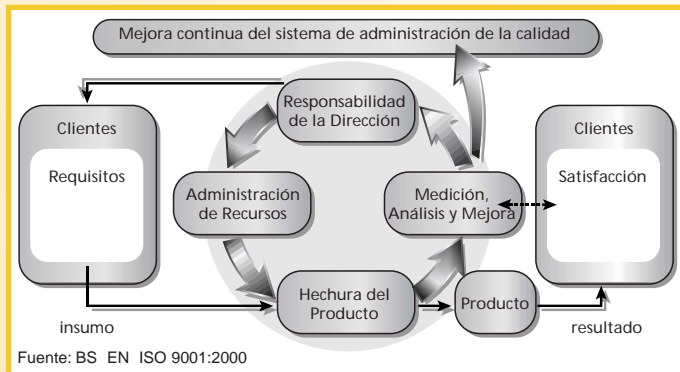 Mejora continua del sistema de administración de la calidad
Responsabilidad
de la Dirección
Clientes
Requisitos
Clientes
Satisfacción
Administración
de Recursos
Medición,
Análisis y Mejora
Hechura del
Producto
Producto
insumo
resultado
Fuente: BS EN ISO 9001:2000